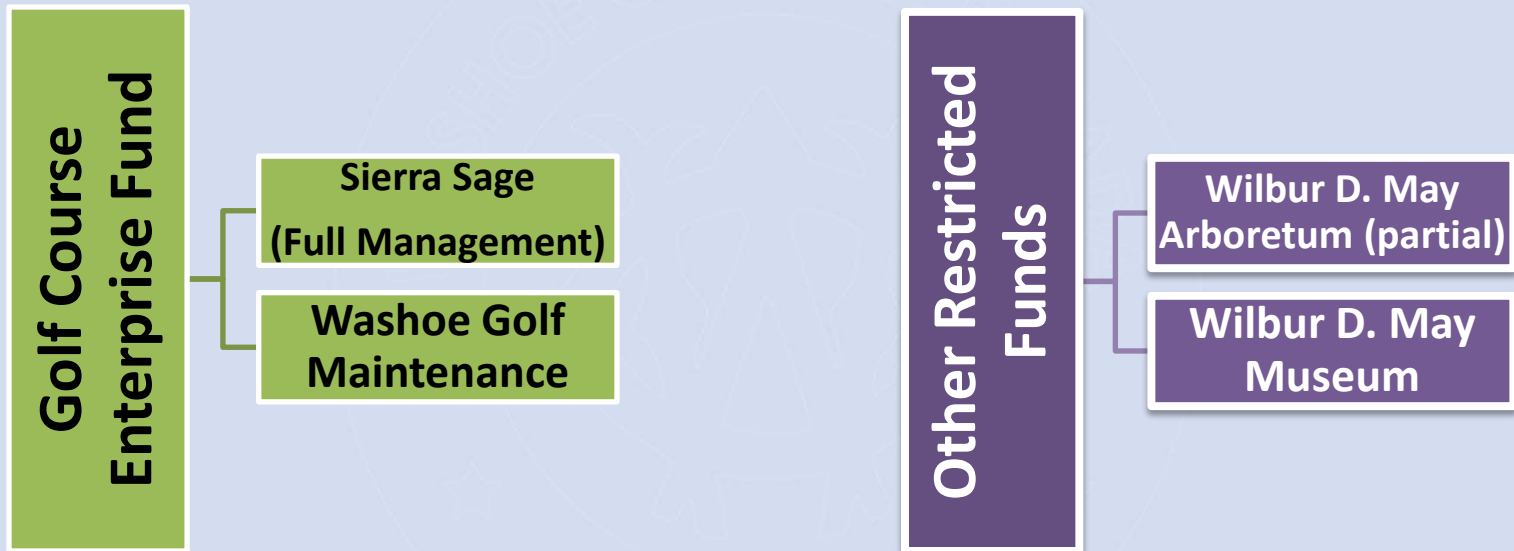 Golf Course
Enterprise Fund
Sierra Sage
(Full Management)
Washoe Golf
Maintenance
Other Restricted
Funds
Wilbur D. May
Arboretum (partial)
Wilbur D. May
Museum